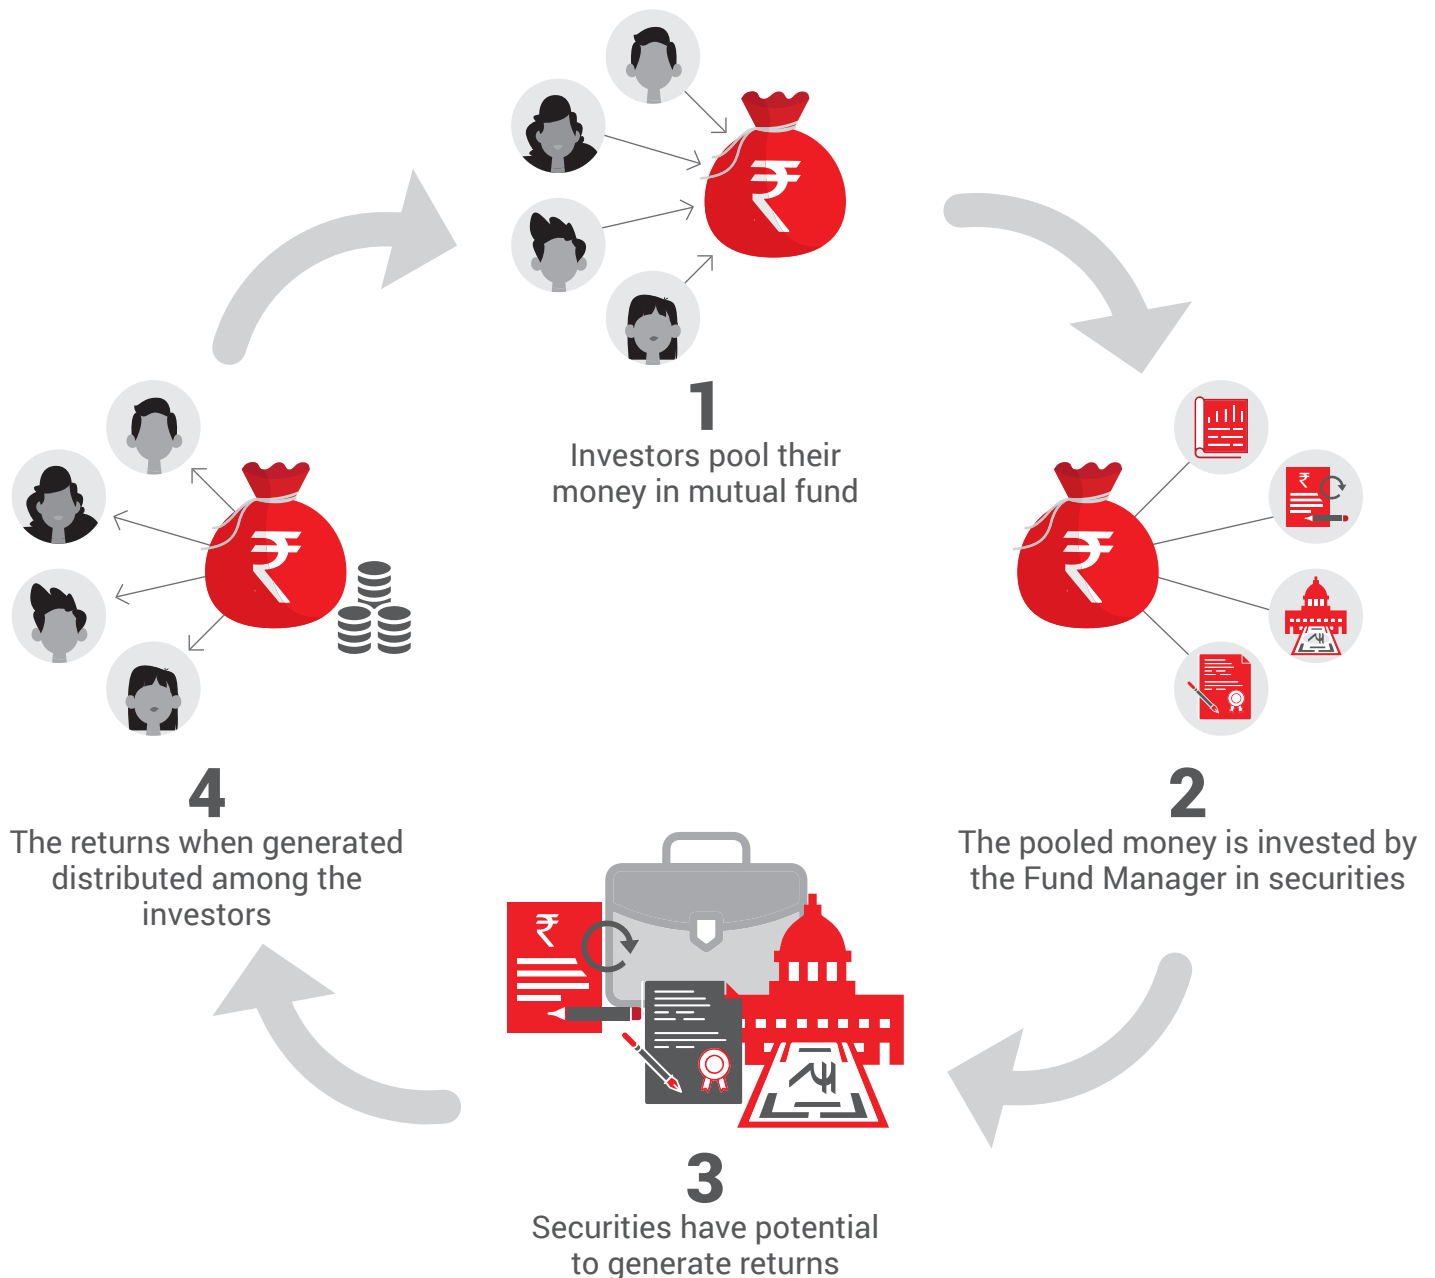 ₹
1
Investors pool their
money in mutual fund
₹
₹
2
The pooled money is invested by
the Fund Manager in securities
₹
3
Securities have potential
to generate returns
₹
4
The returns when generated
distributed among the
investors